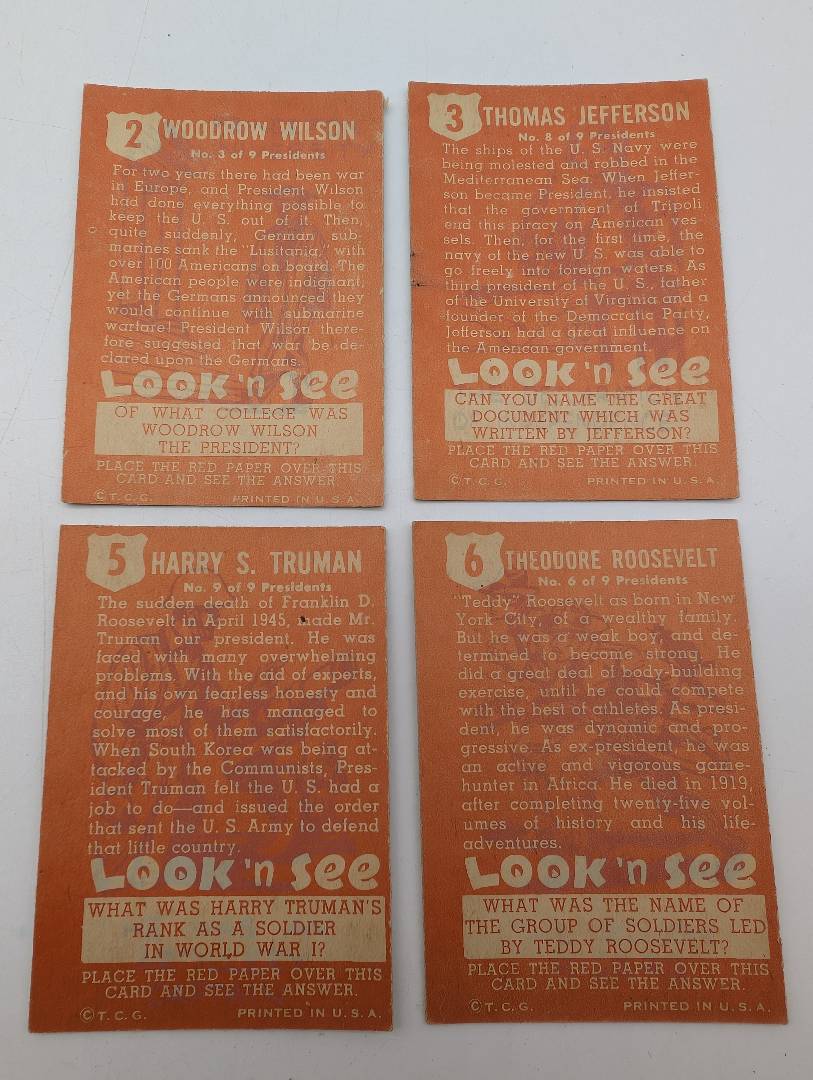 2 WOODROW WILSON
No. 3 of 9 Presidents
For two years there had been war
in Europe, and President Wilson
had done everything possible to
keep the U. S. out of it. Then,
quite suddenly, German sub-
marines sank the "Lusitania," with
over 100 Americans on board. The
American people were indignant,
yet the Germans announced they
would continue with submarine
warfare! President Wilson there-
fore suggested that war be de-
clared upon the Germans.
LOOK 'n SEE
OF WHAT COLLEGE WAS
WOODROW WILSON
THE PRESIDENT?
PLACE THE RED PAPER OVER THIS
CARD AND SEE THE ANSWER
© T. C. G. PRINTED IN U. S. A.
3 THOMAS JEFFERSON
No. 8 of 9 Presidents
The ships of the U. S. Navy were
being molested and robbed in the
Mediterranean Sea. When Jeffer-
son became President, he insisted
that the government of Tripoli
end this piracy on American ves-
sels. Then, for the first time, the
navy of the new U. S. was able to
go freely into foreign waters. As
third president of the U. S., father
of the University of Virginia and a
founder of the Democratic Party,
Jefferson had a great influence on
the American government.
LOOK 'n SEE
CAN YOU NAME THE GREAT
DOCUMENT WHICH WAS
WRITTEN BY JEFFERSON?
PLACE THE RED PAPER OVER THIS
CARD AND SEE THE ANSWER.
© T. C. G. PRINTED IN U. S. A.
5 HARRY S. TRUMAN
No. 9 of 9 Presidents
The sudden death of Franklin D.
Roosevelt in April 1945, made Mr.
Truman our president. He was
faced with many overwhelming
problems. With the aid of experts,
and his own fearless honesty and
courage, he has managed to
solve most of them satisfactorily.
When South Korea was being at-
tacked by the Communists, Pres-
ident Truman felt the U. S. had a
job to do—and issued the order
that sent the U. S. Army to defend
that little country.
LOOK 'n SEE
WHAT WAS HARRY TRUMAN'S
RANK AS A SOLDIER
IN WORLD WAR I?
PLACE THE RED PAPER OVER THIS
CARD AND SEE THE ANSWER.
© T. C. G. PRINTED IN U. S. A.
6 THEODORE ROOSEVELT
No. 6 of 9 Presidents
"Teddy" Roosevelt as born in New
York City, of a wealthy family.
But he was a weak boy, and de-
termined to become strong. He
did a great deal of body-building
exercise, until he could compete
with the best of athletes. As presi-
dent, he was dynamic and pro-
gressive. As ex-president, he was
an active and vigorous game-
hunter in Africa. He died in 1919,
after completing twenty-five vol-
umes of history and his life-
adventures.
LOOK 'n SEE
WHAT WAS THE NAME OF
THE GROUP OF SOLDIERS LED
BY TEDDY ROOSEVELT?
PLACE THE RED PAPER OVER THIS
CARD AND SEE THE ANSWER.
© T. C. G. PRINTED IN U. S. A.